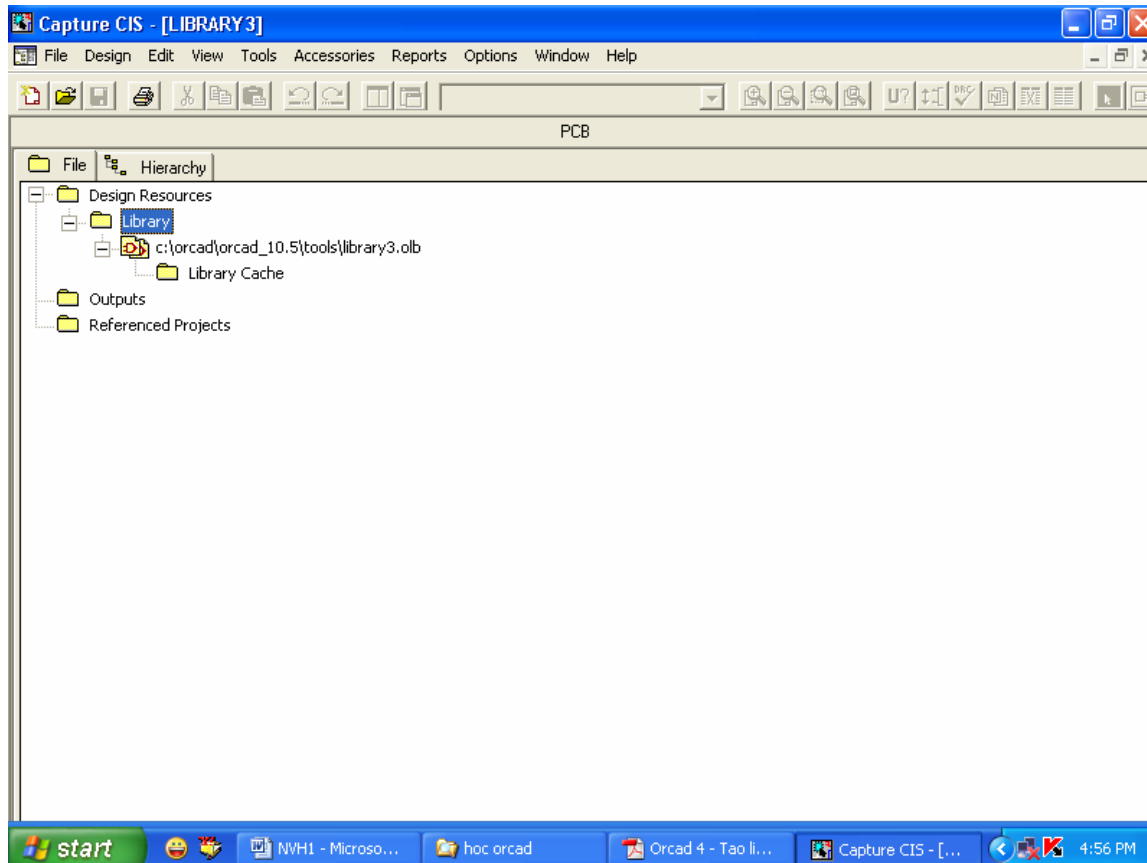 Capture CIS - [LIBRARY3]
File Design Edit View Tools Accessories Reports Options Window Help
U? DRC
PCB
File Hierarchy
Design Resources
Library
c:\orcad\orcad_10.5\tools\library3.olb
Library Cache
Outputs
Referenced Projects
start NVH1 - Microso... hoc orcad Orcad 4 - Tao li... Capture CIS - [... 4:56 PM